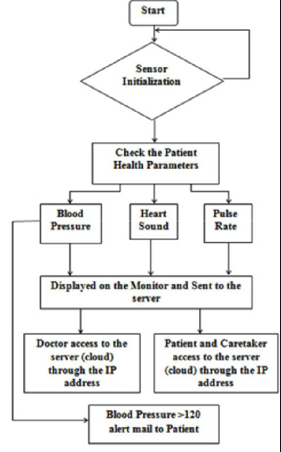 Start
Sensor
Initialization
Check the Patient
Health Parameters
Blood
Pressure
Heart
Sound
Pulse
Rate
Displayed on the Monitor and Sent to the
server
Doctor access to the
server (cloud)
through the IP
address
Patient and Caretaker
access to the server
(cloud) through the IP
address
Blood Pressure >120
alert mail to Patient